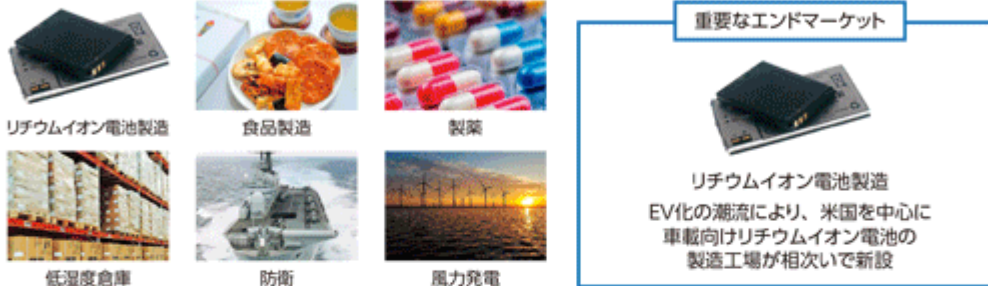 リチウムイオン電池製造
食品製造
製薬
低湿度倉庫
防衛
風力発電
重要なエンドマーケット
リチウムイオン電池製造
EV化の潮流により、米国を中心に
車載向けリチウムイオン電池の
製造工場が相次いで新設